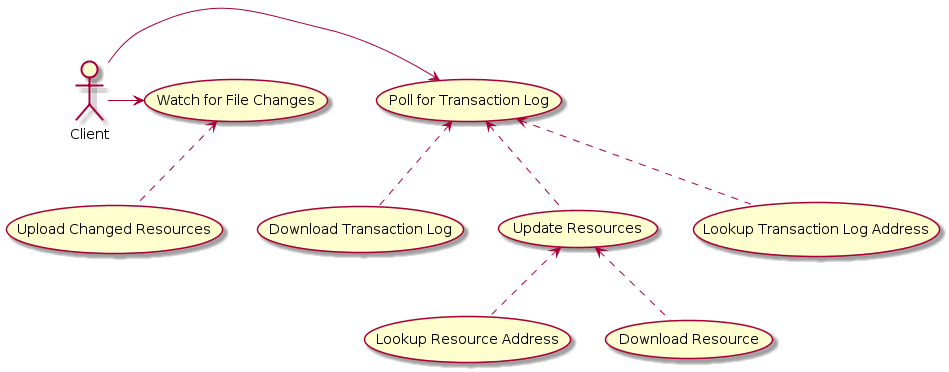 Watch for File Changes
Poll for Transaction Log
Client
Upload Changed Resources
Download Transaction Log
Update Resources
Lookup Transaction Log Address
Lookup Resource Address
Download Resource